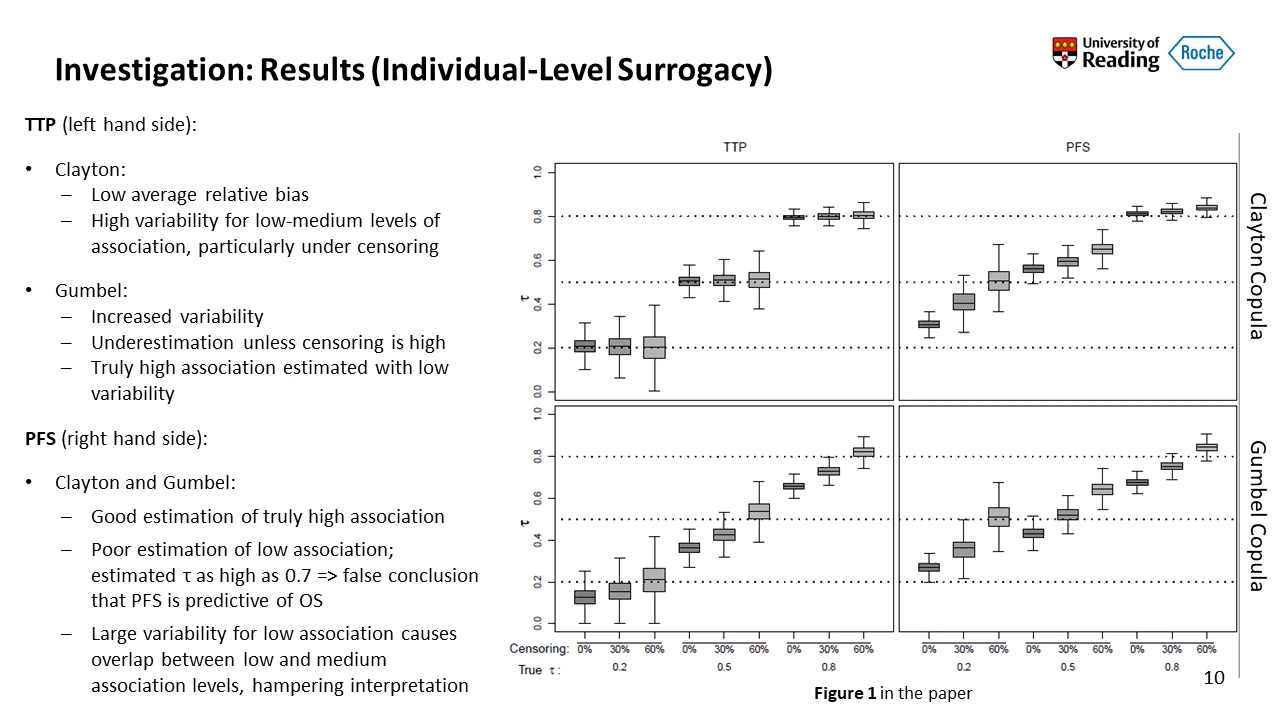 Investigation: Results (Individual-Level Surrogacy)
University of
Reading
Roche
TTP (left hand side):
• Clayton:
– Low average relative bias
– High variability for low-medium levels of
association, particularly under censoring
• Gumbel:
– Increased variability
– Underestimation unless censoring is high
– Truly high association estimated with low
variability
PFS (right hand side):
• Clayton and Gumbel:
– Good estimation of truly high association
– Poor estimation of low association;
estimated τ as high as 0.7 => false conclusion
that PFS is predictive of OS
– Large variability for low association causes
overlap between low and medium
association levels, hampering interpretation
TTP
PFS
1.0
0.8
0.6
0.4
0.2
0.0
τ
Clayton Copula
1.0
0.8
0.6
0.4
0.2
0.0
τ
Gumbel Copula
Censoring: 0% 30% 60% 0% 30% 60% 0% 30% 60% 0% 30% 60% 0% 30% 60% 0% 30% 60%
True τ : 0.2 0.5 0.8 0.2 0.5 0.8
Figure 1 in the paper
10